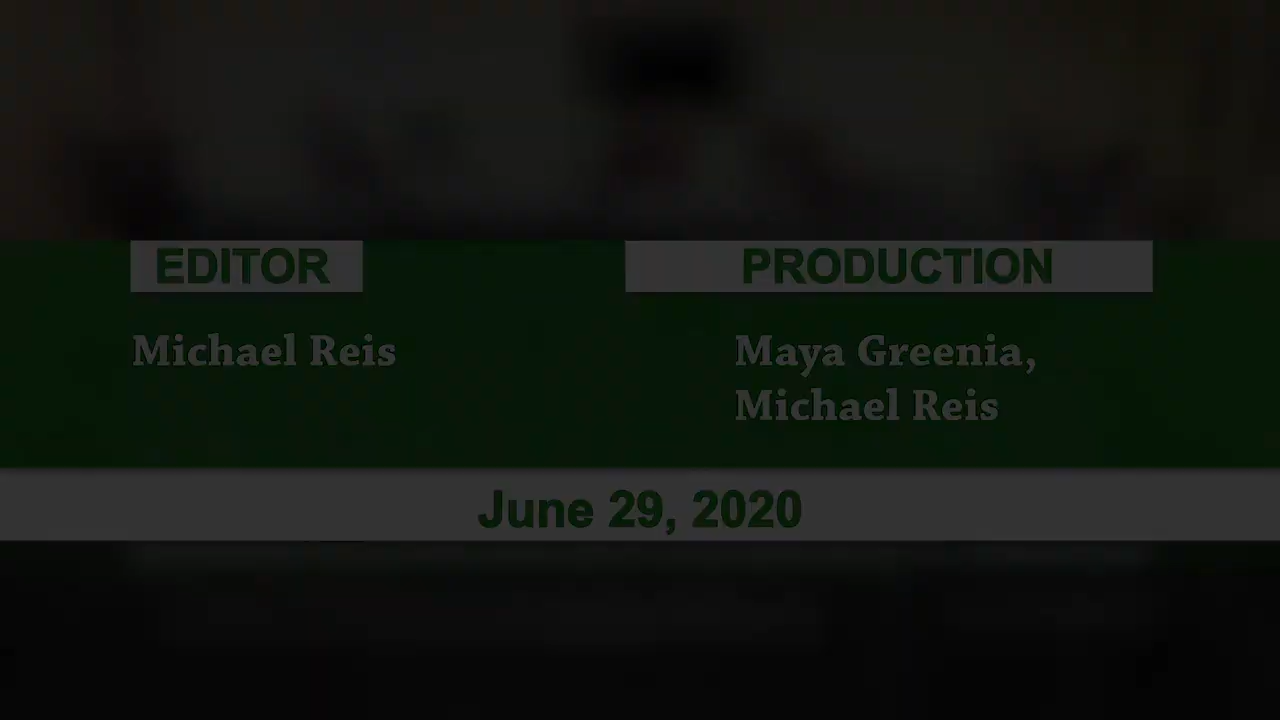 EDITOR
PRODUCTION
Michael Reis
Maya Greenia,
Michael Reis
June 29, 2020